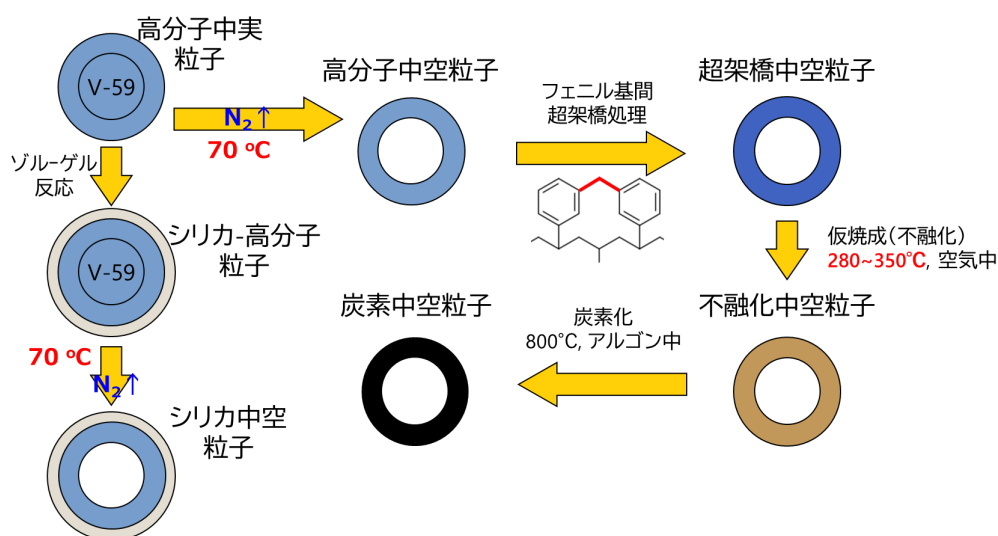 高分子中実
粒子
V-59
N₂↑
70 ℃
高分子中空粒子
フェニル基間
超架橋処理
超架橋中空粒子
ゾルーゲル
反応
シリカ-高分子
粒子
V-59
仮焼成(不融化)
280~350℃, 空気中
不融化中空粒子
炭素化
800℃, アルゴン中
炭素中空粒子
70 ℃
N₂↑
シリカ中空
粒子